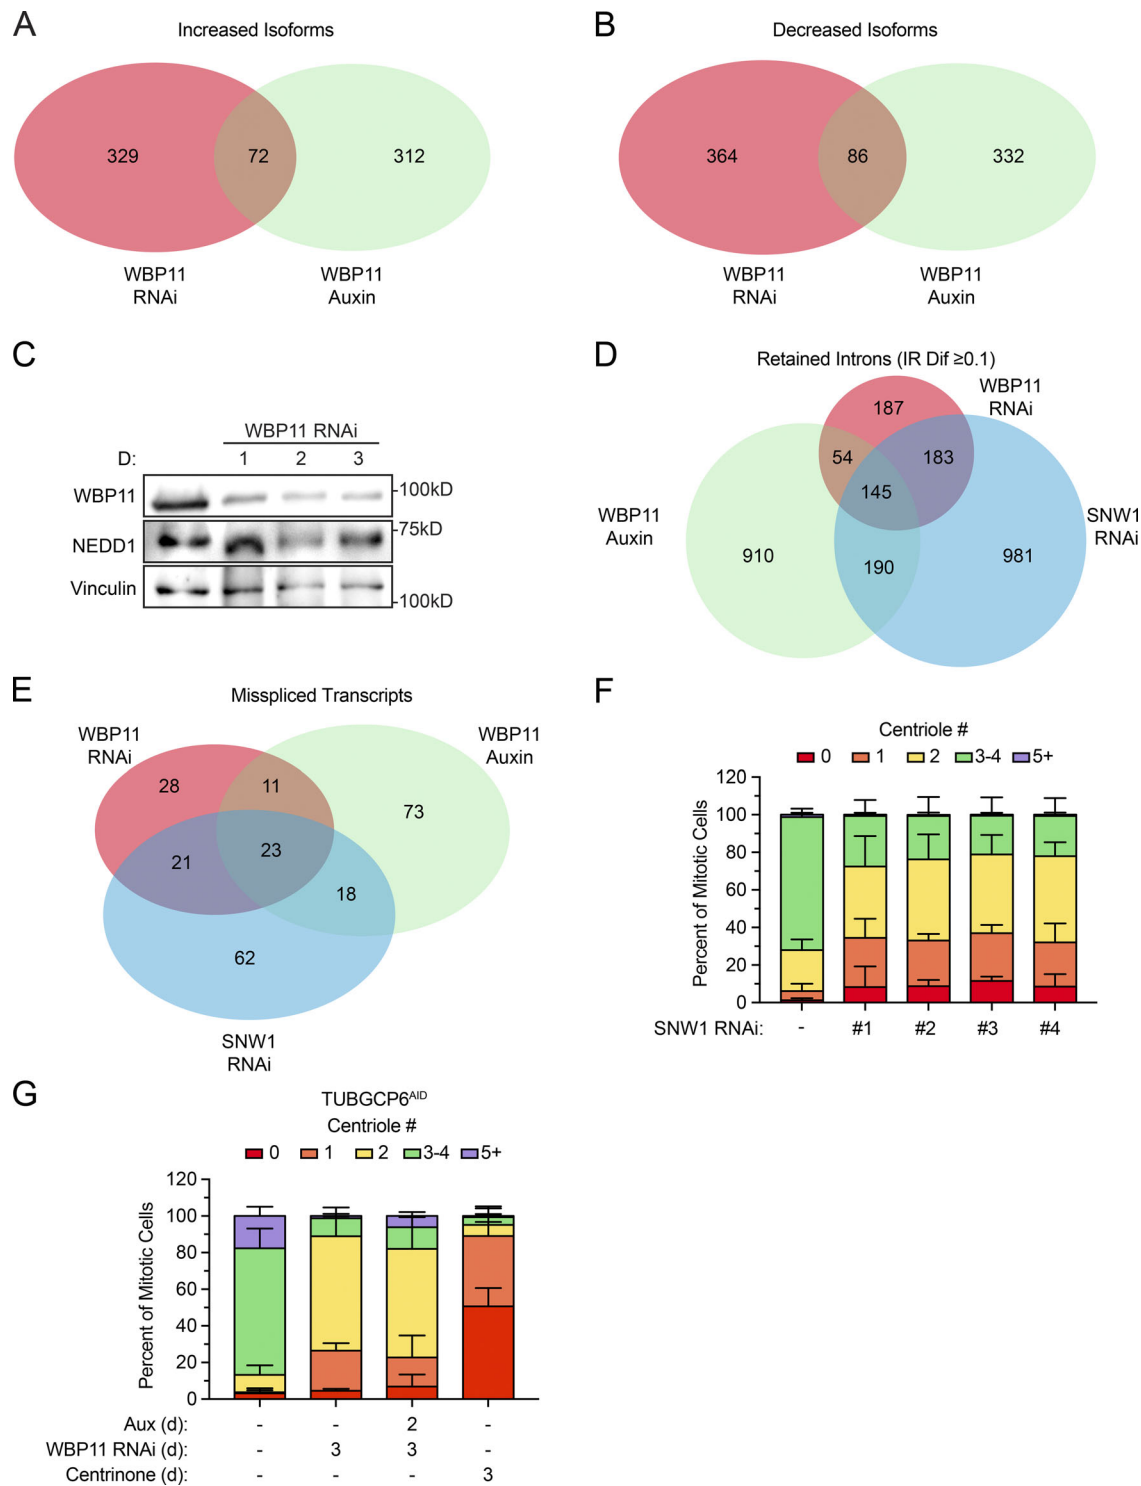 A
Increased Isoforms
329
72
312
WBP11
RNAi
WBP11
Auxin
B
Decreased Isoforms
364
86
332
WBP11
RNAi
WBP11
Auxin
C
WBP11 RNAi
D: 1 2 3
WBP11
-100kD
NEDD1
-75kD
Vinculin
-100kD
D
Retained Introns (IR Dif ≥0.1)
WBP11
RNAi
187
54
183
145
WBP11
Auxin
SNW1
RNAi
910
190
981
E
Misspliced Transcripts
WBP11
RNAi
WBP11
Auxin
28
11
73
21
23
18
62
SNW1
RNAi
F
Centriole #
0 1 2 3-4 5+
Percent of Mitotic Cells
120
100
80
60
40
20
0
SNW1 RNAi: - #1 #2 #3 #4
G
TUBGCP6AID
Centriole #
0 1 2 3-4 5+
Percent of Mitotic Cells
120
100
80
60
40
20
0
Aux (d): - - 2 -
WBP11 RNAi (d): - 3 3 -
Centrinone (d): - - - 3